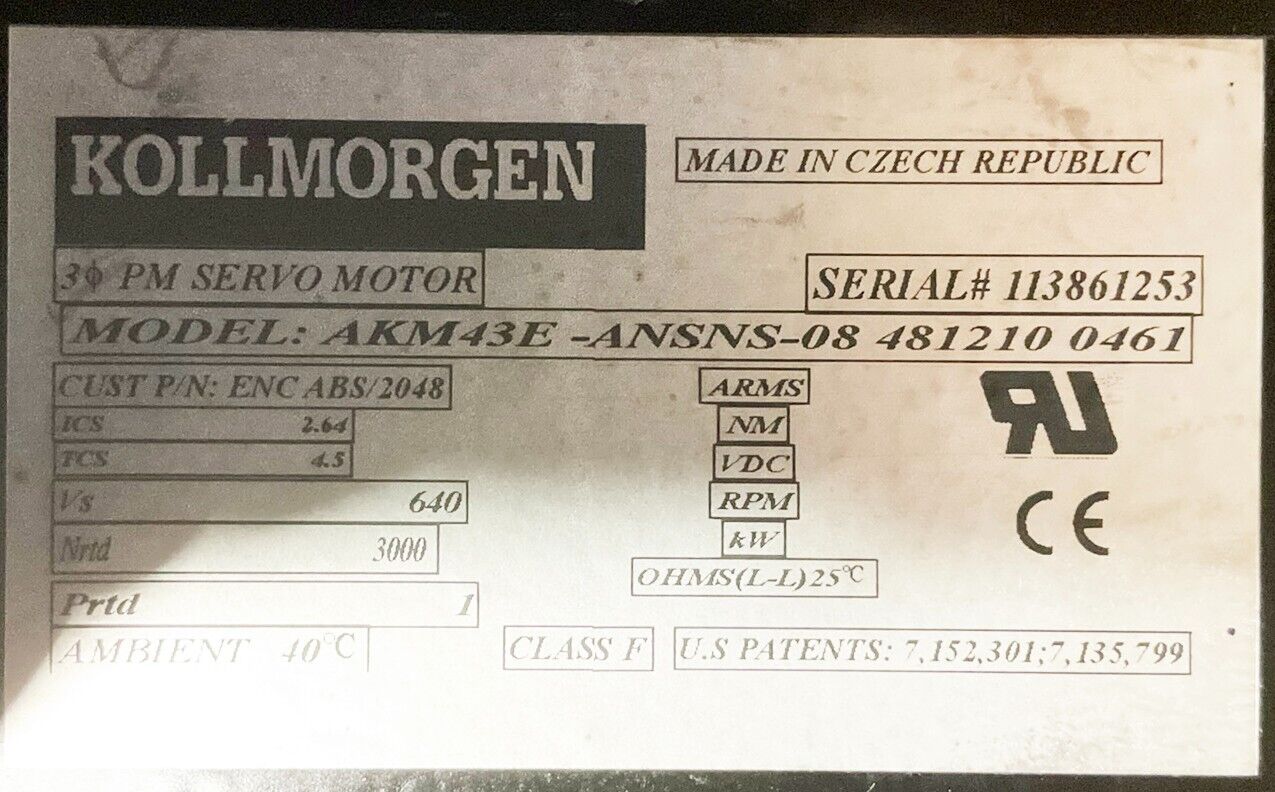 KOLLMORGEN
MADE IN CZECH REPUBLIC
3ϕ PM SERVO MOTOR
SERIAL# 113861253
MODEL: AKM43E -ANSNS-08 481210 0461
CUST P/N: ENC ABS/2048
ARMS
ICS 2.64
NM
TCS 4.5
VDC
Vs 640
RPM
Nrtd 3000
kW
OHMS(L-L)25°C
Prtd 1
AMBIENT 40°C
CLASS F
U.S PATENTS: 7,152,301;7,135,799
RU
CE